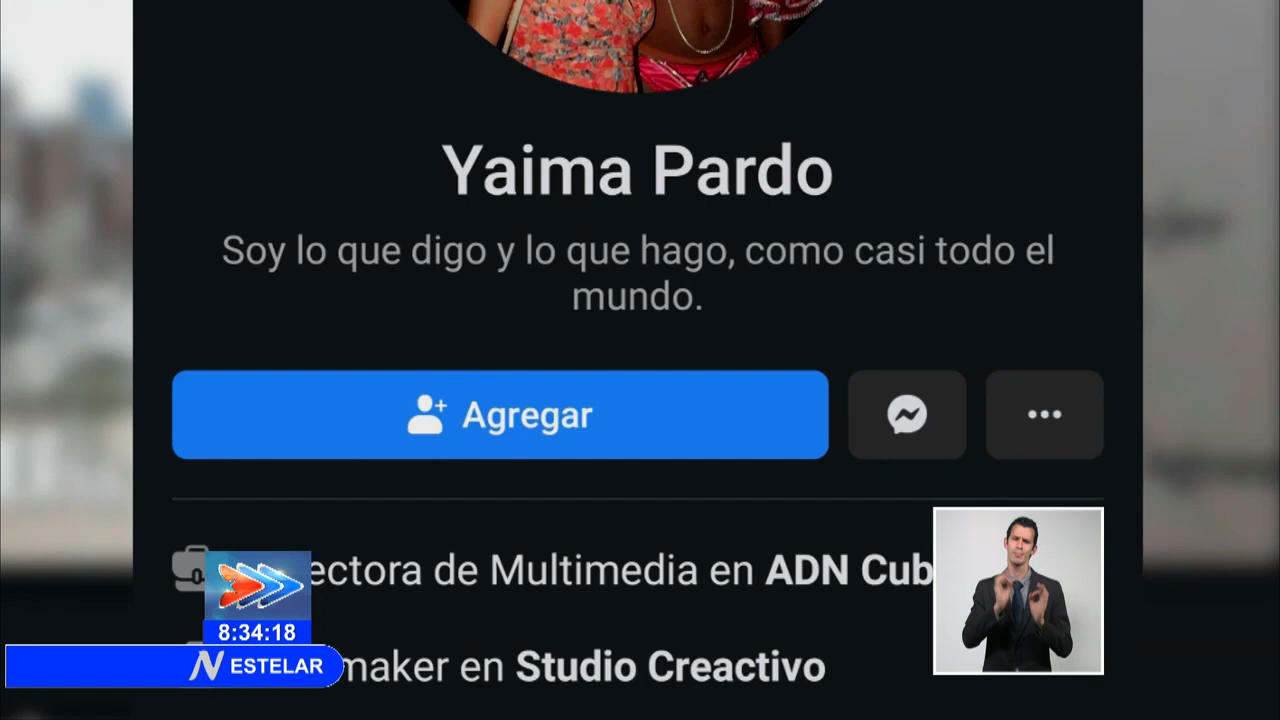 Yaima Pardo
Soy lo que digo y lo que hago, como casi todo el
mundo.
Agregar
ectora de Multimedia en ADN Cub
maker en Studio Creactivo
8:34:18
N ESTELAR